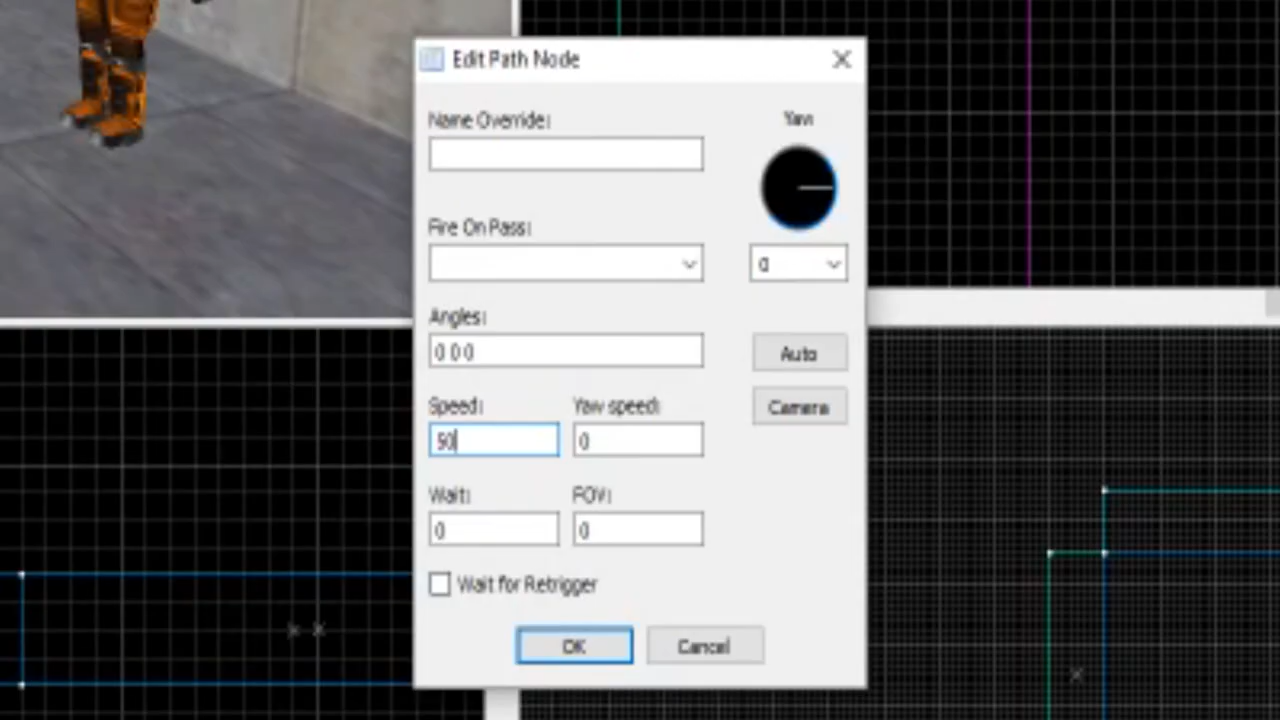 Edit Path Node
Name Override:
Yaw
Fire On Pass:
0
Angles:
0 0 0
Auto
Speed:
Yaw speed:
Camera
50
0
Wait:
FOV:
0
0
Wait for Retrigger
OK
Cancel